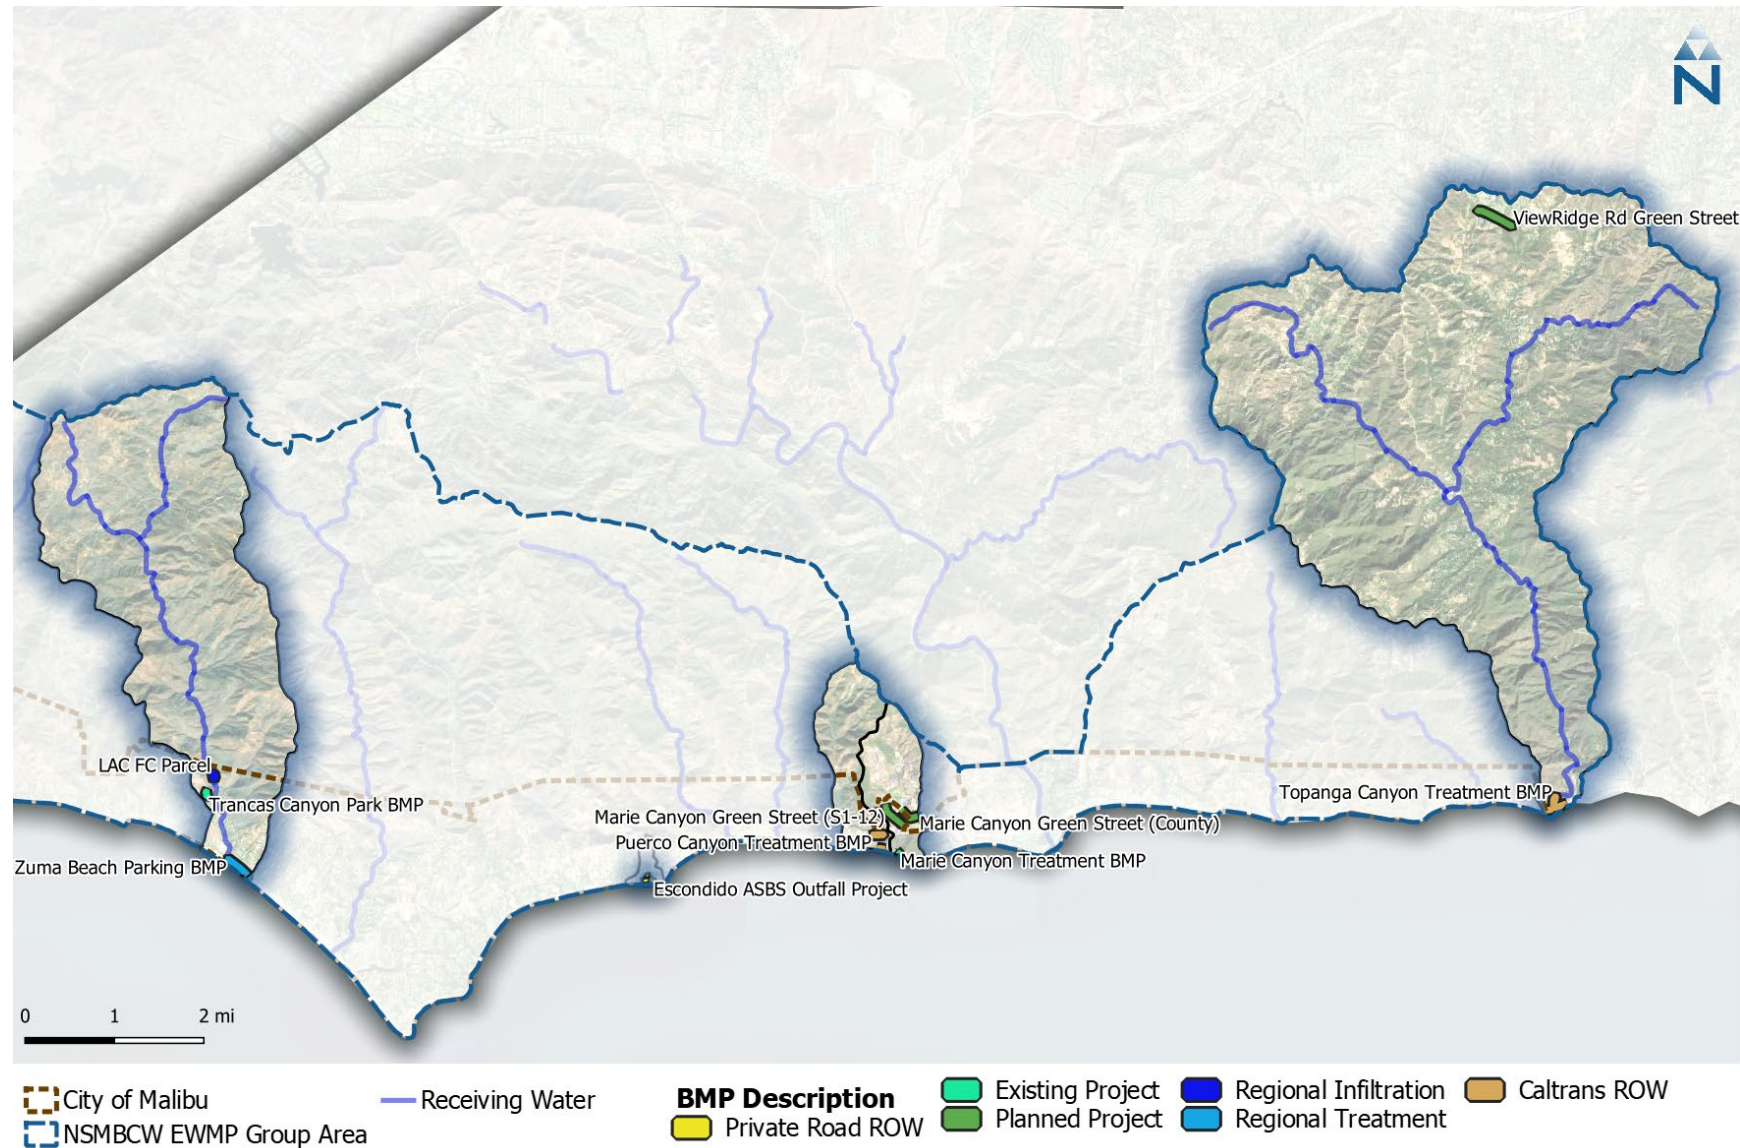 N
ViewRidge Rd Green Street
LAC FC Parcel
Trancas Canyon Park BMP
Topanga Canyon Treatment BMP
Marie Canyon Green Street (S1-12)
Marie Canyon Green Street (County)
Puerco Canyon Treatment BMP
Marie Canyon Treatment BMP
Zuma Beach Parking BMP
Escondido ASBS Outfall Project
0 1 2 mi
City of Malibu
NSMBCW EWMP Group Area
Receiving Water
BMP Description
Private Road ROW
Existing Project
Planned Project
Regional Infiltration
Regional Treatment
Caltrans ROW